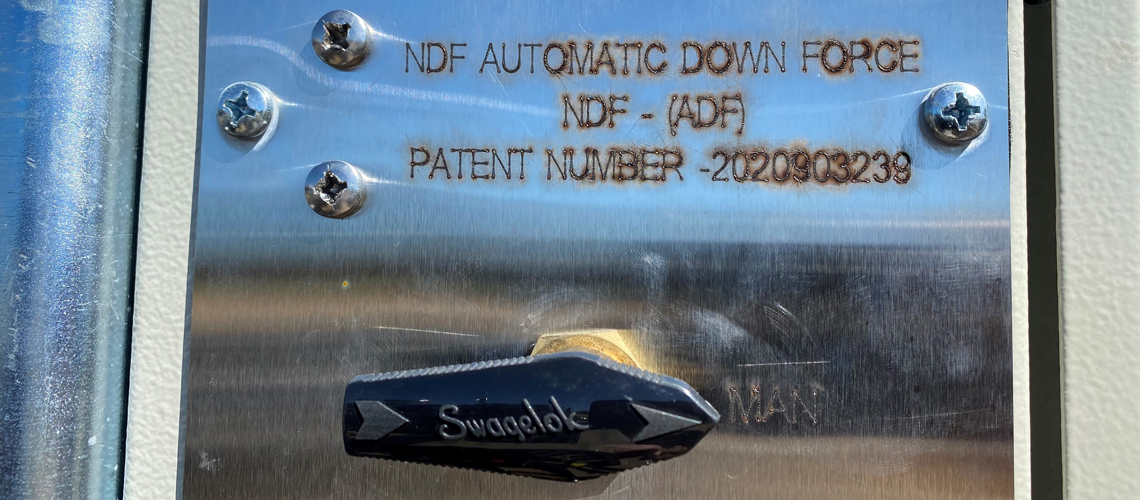 NDF AUTOMATIC DOWN FORCE
NDF - (ADF)
PATENT NUMBER -2020903239
Swagelok
MAN